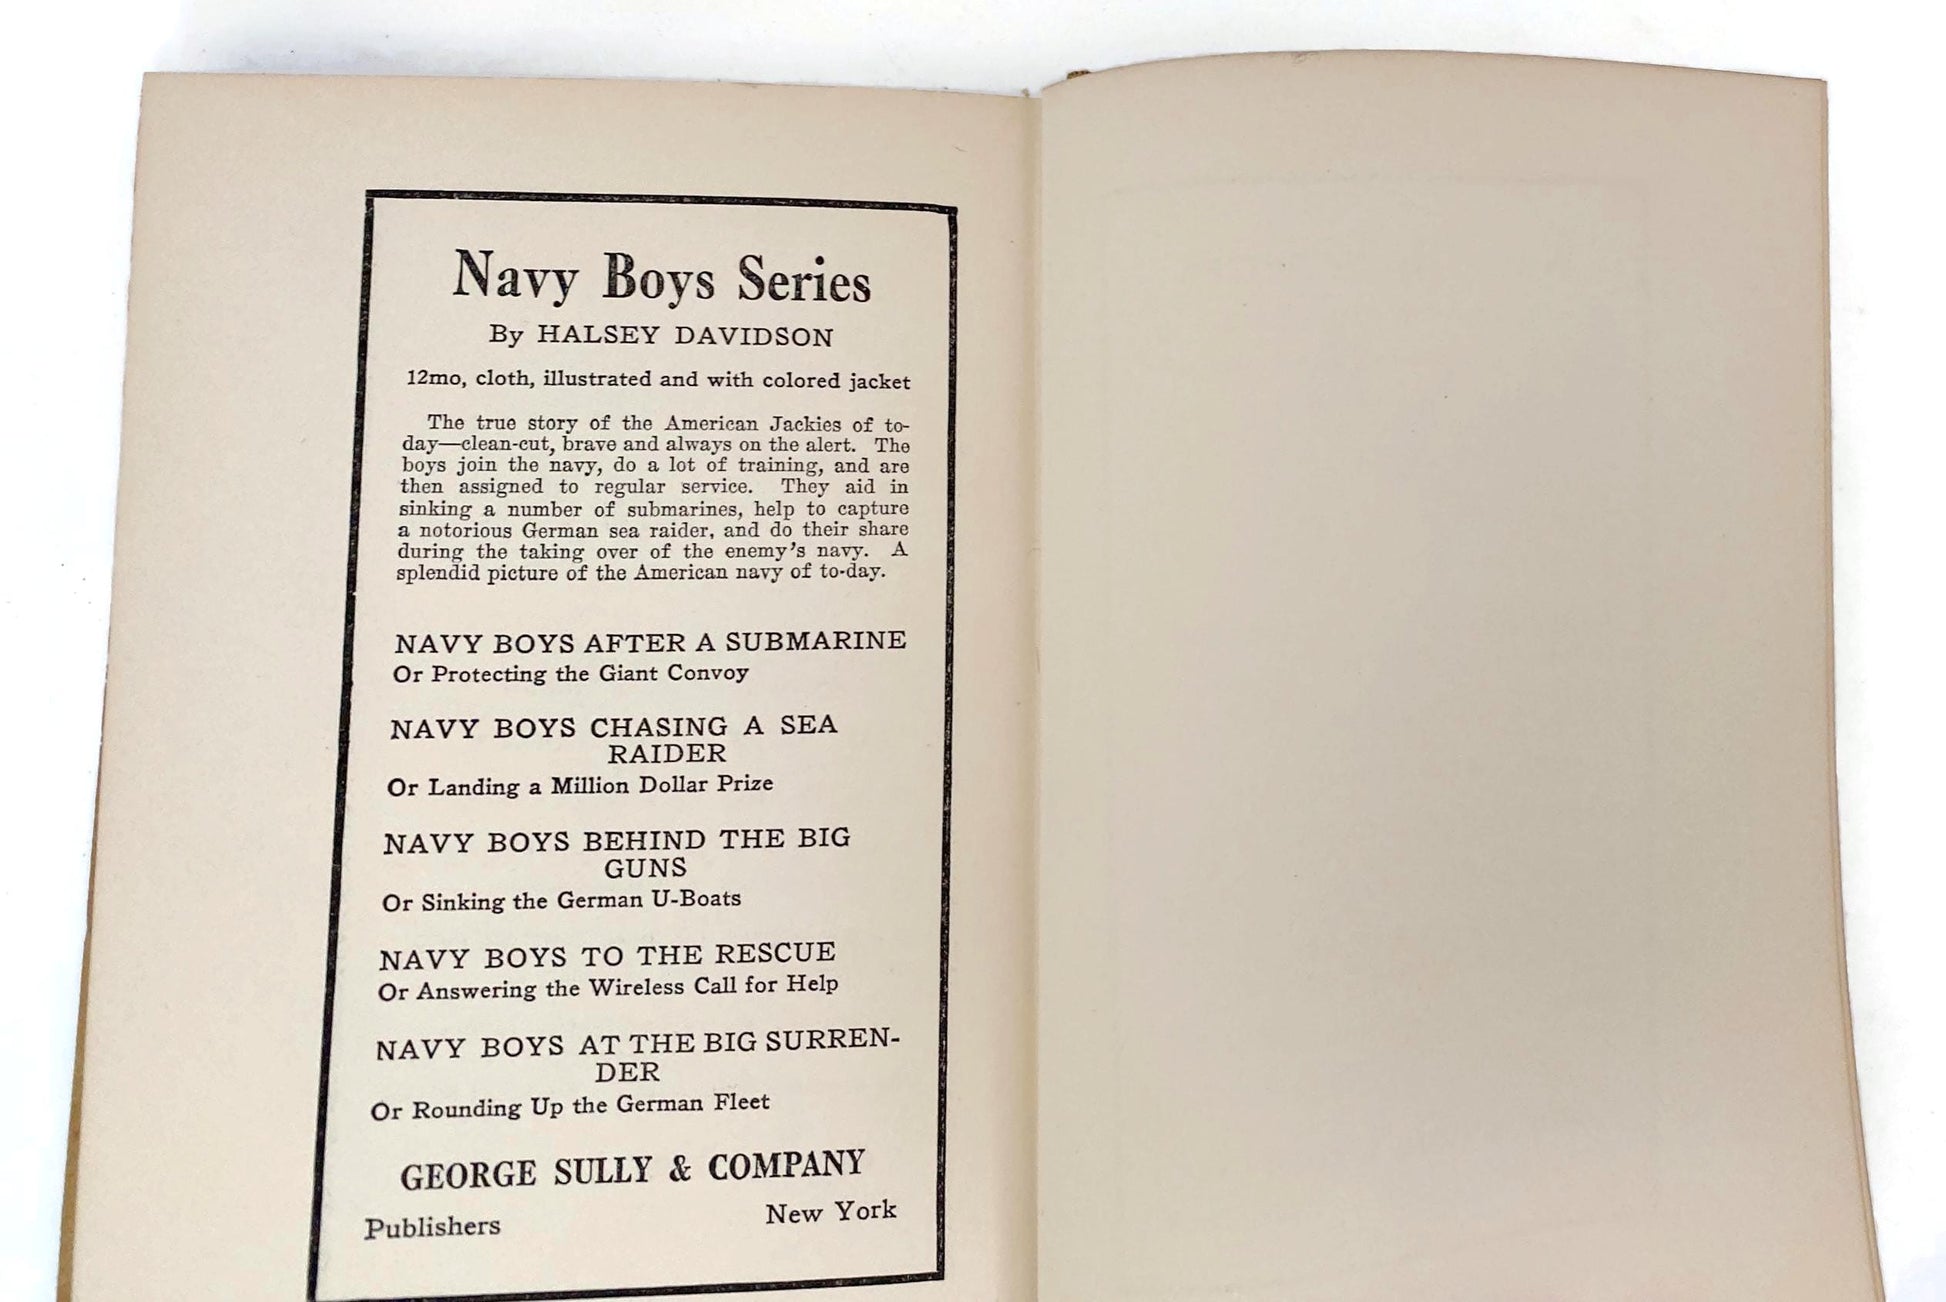 Navy Boys Series
By HALSEY DAVIDSON
12mo, cloth, illustrated and with colored jacket
The true story of the American Jackies of to-
day—clean-cut, brave and always on the alert. The
boys join the navy, do a lot of training, and are
then assigned to regular service. They aid in
sinking a number of submarines, help to capture
a notorious German sea raider, and do their share
during the taking over of the enemy's navy. A
splendid picture of the American navy of to-day.
NAVY BOYS AFTER A SUBMARINE
Or Protecting the Giant Convoy
NAVY BOYS CHASING A SEA
RAIDER
Or Landing a Million Dollar Prize
NAVY BOYS BEHIND THE BIG
GUNS
Or Sinking the German U-Boats
NAVY BOYS TO THE RESCUE
Or Answering the Wireless Call for Help
NAVY BOYS AT THE BIG SURREN-
DER
Or Rounding Up the German Fleet
GEORGE SULLY & COMPANY
Publishers New York